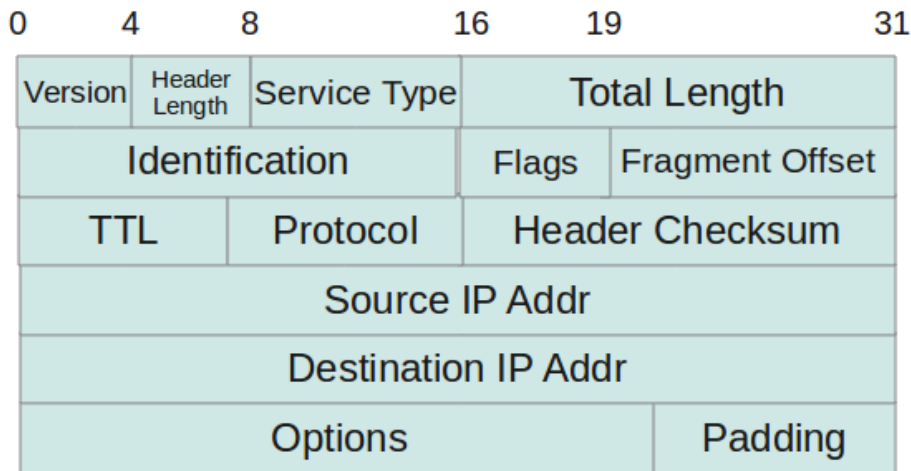 0 4 8 16 19 31
Version Header Length Service Type Total Length
Identification Flags Fragment Offset
TTL Protocol Header Checksum
Source IP Addr
Destination IP Addr
Options Padding